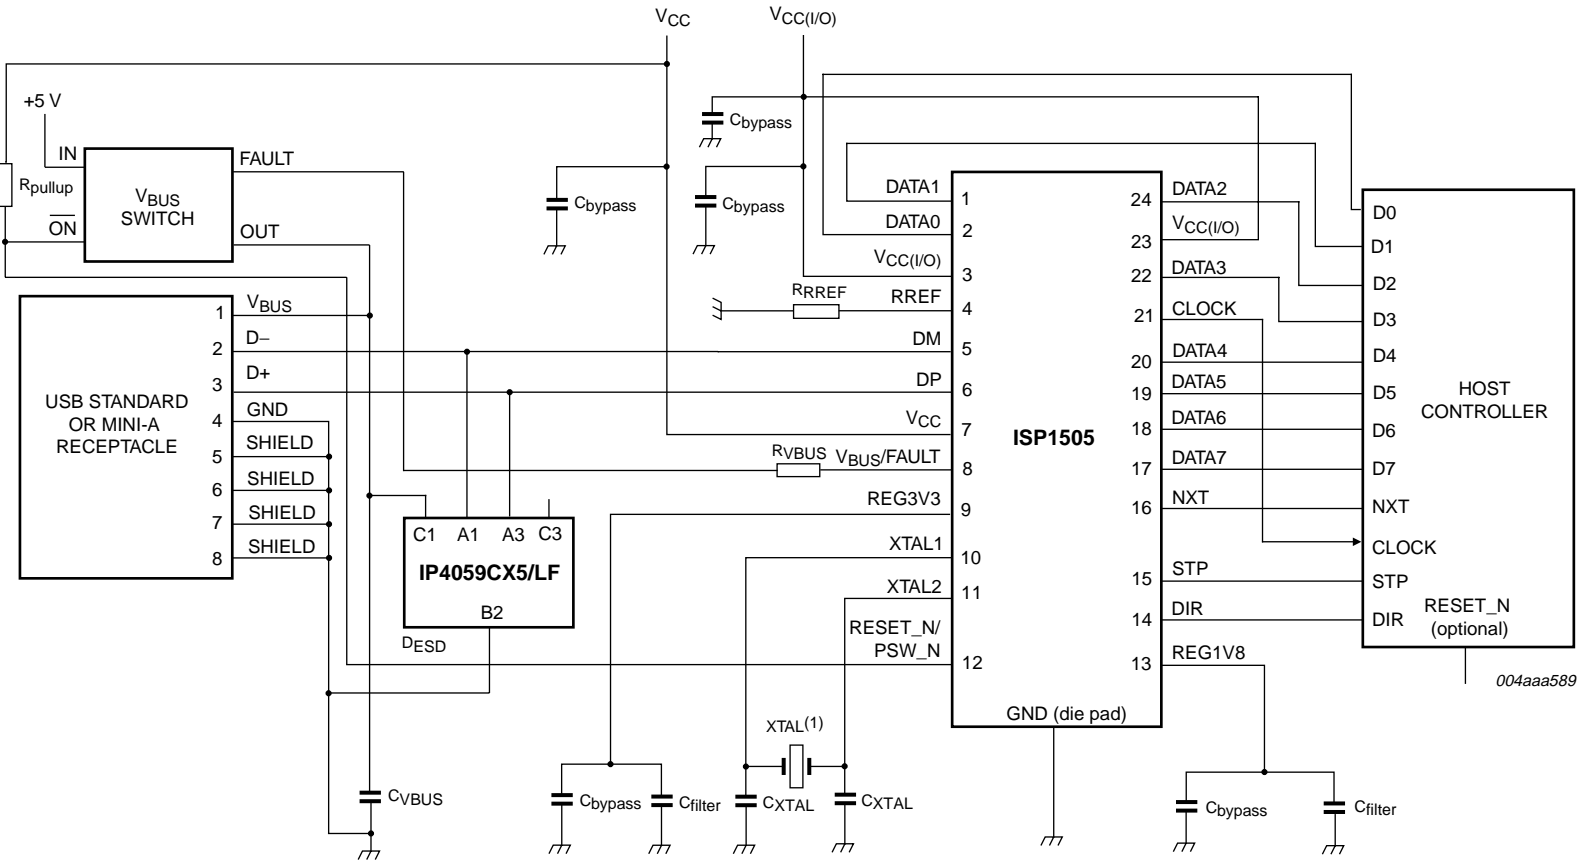 VCC
VCC(I/O)
+5 V
IN
FAULT
Rpullup
VBUS
SWITCH
ON
OUT
Cbypass
Cbypass
Cbypass
USB STANDARD
OR MINI-A
RECEPTACLE
1 VBUS
2 D−
3 D+
4 GND
5 SHIELD
6 SHIELD
7 SHIELD
8 SHIELD
C1 A1 A3 C3
IP4059CX5/LF
B2
DESD
CVBUS
DATA1 1
DATA0 2
VCC(I/O) 3
RRREF RREF 4
DM 5
DP 6
VCC 7
RVBUS VBUS/FAULT 8
REG3V3 9
XTAL1 10
XTAL2 11
RESET_N/
PSW_N 12
ISP1505
GND (die pad)
24 DATA2
23 VCC(I/O)
22 DATA3
21 CLOCK
20 DATA4
19 DATA5
18 DATA6
17 DATA7
16 NXT
15 STP
14 DIR
13 REG1V8
D0
D1
D2
D3
D4
D5
D6
D7
NXT
CLOCK
STP
DIR
HOST
CONTROLLER
RESET_N
(optional)
004aaa589
XTAL(1)
Cbypass
Cfilter
CXTAL
CXTAL
Cbypass
Cfilter